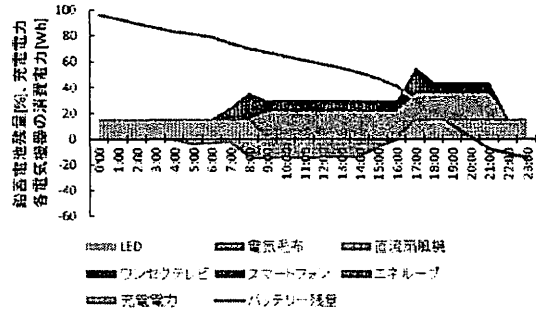 鉛蓄電池残量[%]、充電電力
各電気機器の消費電力[Wh]
100
80
60
40
20
0
-20
-40
-60
0:00 1:00 2:00 3:00 4:00 5:00 6:00 7:00 8:00 9:00 10:00 11:00 12:00 13:00 14:00 15:00 16:00 17:00 18:00 19:00 20:00 21:00 22:00 23:00
LED 電気毛布 直流扇風機
ワンセグテレビ スマートフォン エネループ
充電電力 バッテリー残量